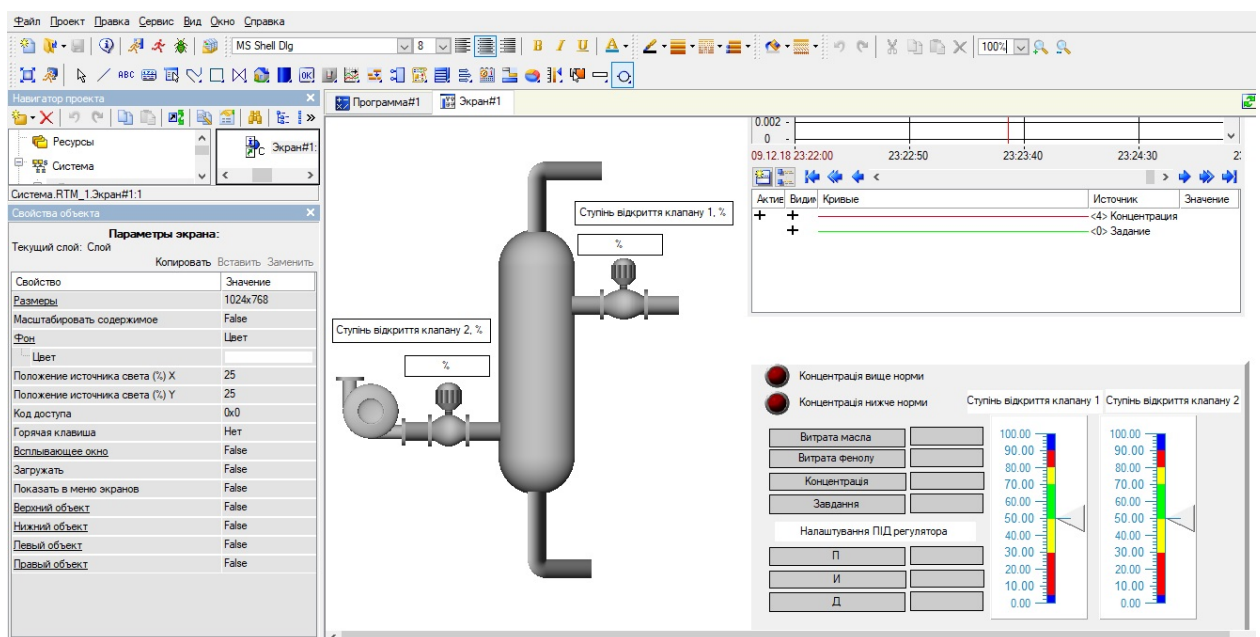 Файл Проект Правка Сервис Вид Окно Справка
MS Shell Dlg 8 B I U A 100%
ABC OK
Навигатор проекта
Программа#1 Экран#1
Ресурсы
Система
Экран#1:
Система.RTM_1.Экран#1:1
Свойства объекта
Параметры экрана:
Текущий слой: Слой
Копировать Вставить Заменить
Свойство Значение
Размеры 1024x768
Масштабировать содержимое False
Фон Цвет
Цвет
Положение источника света (%) X 25
Положение источника света (%) Y 25
Код доступа 0x0
Горячая клавиша Нет
Всплывающее окно False
Загружать False
Показать в меню экранов False
Верхний объект False
Нижний объект False
Левый объект False
Правый объект False
Ступінь відкриття клапану 1, %
%
Ступінь відкриття клапану 2, %
%
0.002
0
09.12.18 23:22:00 23:22:50 23:23:40 23:24:30 2:
Актив Видим Кривые Источник Значение
<4> Концентрация
<0> Задание
Концентрація вище норми
Концентрація нижче норми
Витрата масла
Витрата фенолу
Концентрація
Завдання
Налаштування ПІД регулятора
П
И
Д
Ступінь відкриття клапану 1 Ступінь відкриття клапану 2
100.00 100.00
90.00 90.00
80.00 80.00
70.00 70.00
60.00 60.00
50.00 50.00
40.00 40.00
30.00 30.00
20.00 20.00
10.00 10.00
0.00 0.00